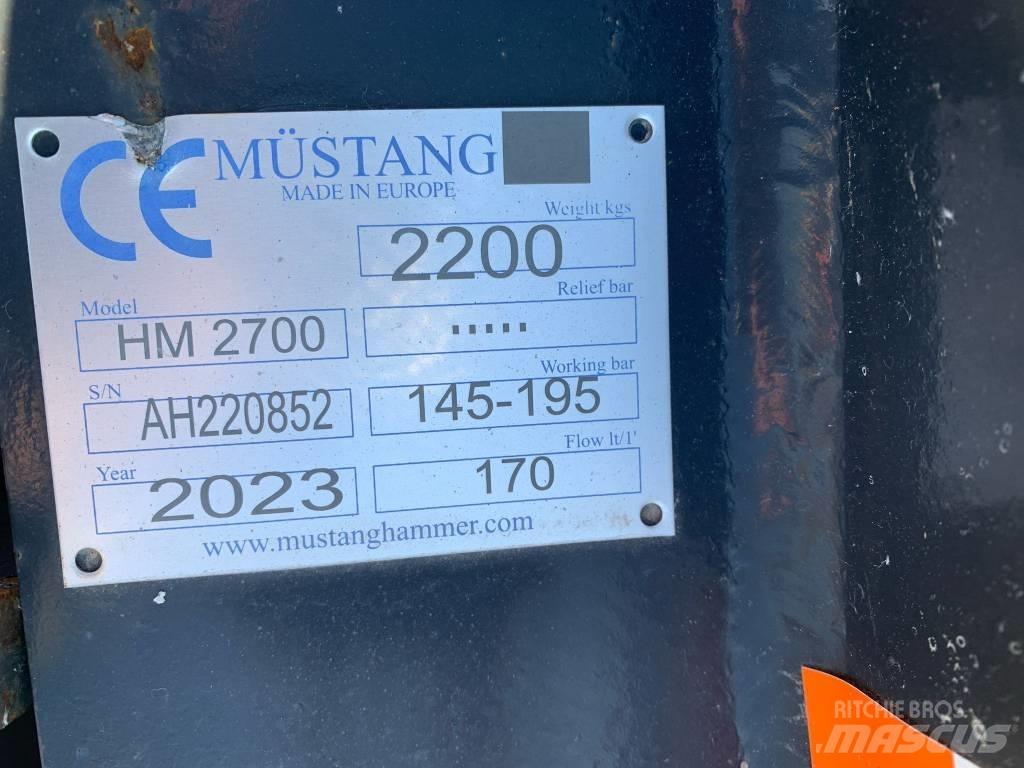 CE MÜSTANG
MADE IN EUROPE
Weight kgs
2200
Relief bar
.....
Model
HM 2700
Working bar
145-195
S/N
AH220852
Flow lt/1'
170
Year
2023
www.mustanghammer.com
RITCHIE BROS.
MASCUS